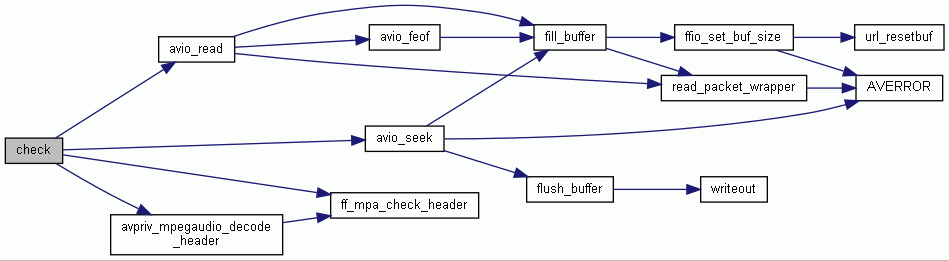 check
avio_read
avio_feof
fill_buffer
ffio_set_buf_size
url_resetbuf
read_packet_wrapper
AVERROR
avio_seek
flush_buffer
writeout
ff_mpa_check_header
avpriv_mpegaudio_decode
_header